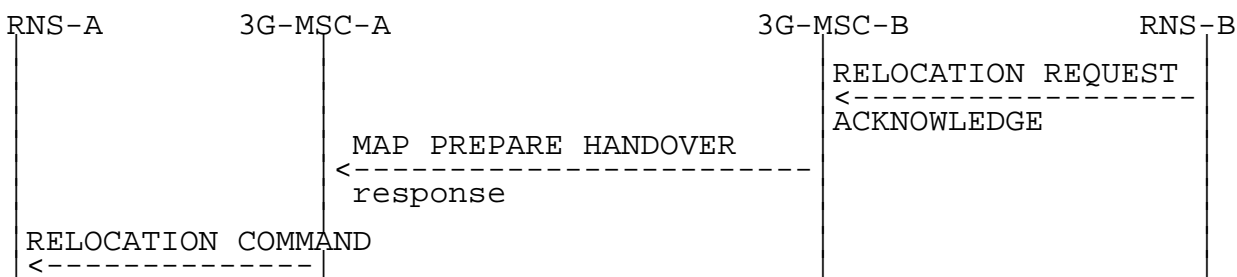 RNS-A 3G-MSC-A 3G-MSC-B RNS-B
RELOCATION REQUEST
ACKNOWLEDGE
MAP PREPARE HANDOVER
response
RELOCATION COMMAND